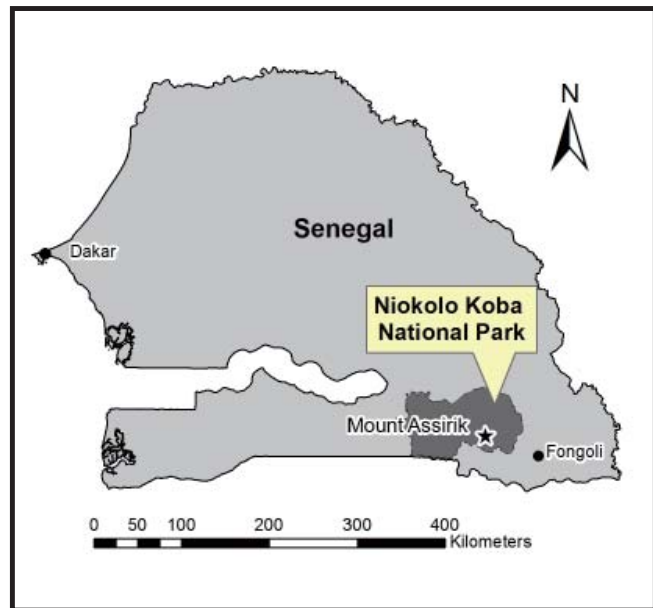 N
Senegal
Dakar
Niokolo Koba
National Park
Mount Assirik
Fongoli
0 50 100 200 300 400
Kilometers